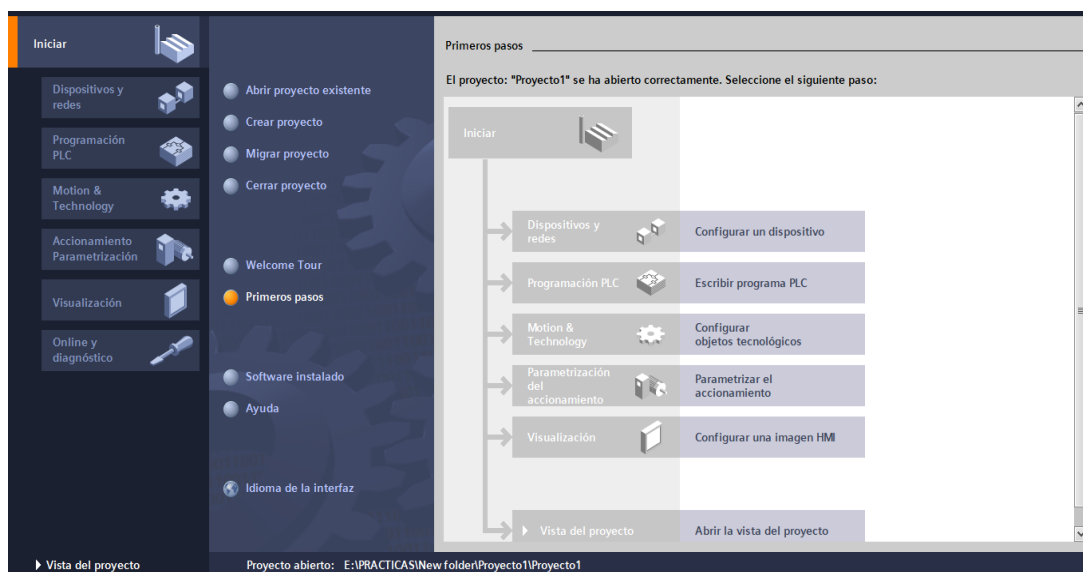 Iniciar
Dispositivos y
redes
Programación
PLC
Motion &
Technology
Accionamiento
Parametrización
Visualización
Online y
diagnóstico
Vista del proyecto
Abrir proyecto existente
Crear proyecto
Migrar proyecto
Cerrar proyecto
Welcome Tour
Primeros pasos
Software instalado
Ayuda
Idioma de la interfaz
Primeros pasos
El proyecto: "Proyecto1" se ha abierto correctamente. Seleccione el siguiente paso:
Iniciar
Dispositivos y
redes
Configurar un dispositivo
Programación PLC
Escribir programa PLC
Motion &
Technology
Configurar
objetos tecnológicos
Parametrización
del
accionamiento
Parametrizar el
accionamiento
Visualización
Configurar una imagen HMI
Vista del proyecto
Abrir la vista del proyecto
Proyecto abierto: E:\PRACTICAS\New folder\Proyecto1\Proyecto1